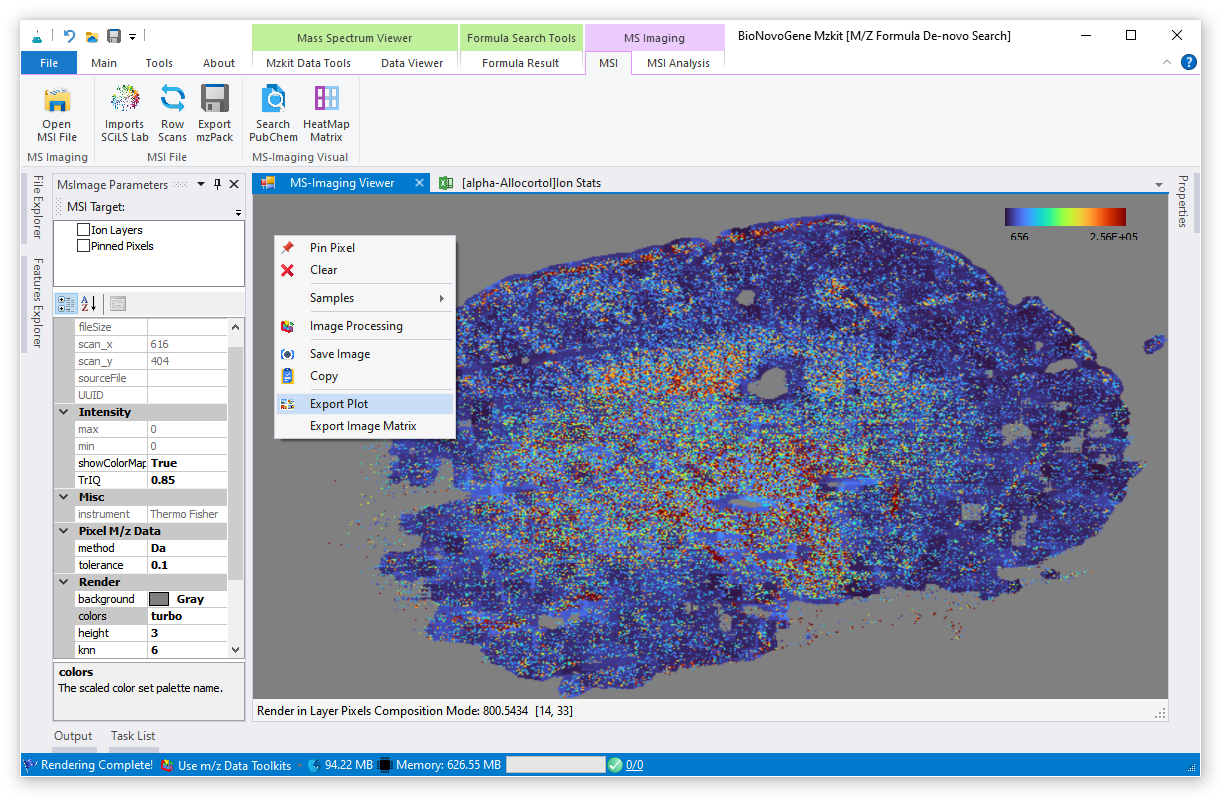 Mass Spectrum Viewer
Formula Search Tools
MS Imaging
BioNovoGene Mzkit [M/Z Formula De-novo Search]
File
Main
Tools
About
Mzkit Data Tools
Data Viewer
Formula Result
MSI
MSI Analysis
Open
MSI File
Imports
SCiLS Lab
Row
Scans
Export
mzPack
Search
PubChem
HeatMap
Matrix
MS Imaging
MSI File
MS-Imaging Visual
File Explorer
Features Explorer
MsImage Parameters
MSI Target:
Ion Layers
Pinned Pixels
fileSize
scan_x 616
scan_y 404
sourceFile
UUID
Intensity
max 0
min 0
showColorMap True
TrIQ 0.85
Misc
instrument Thermo Fisher
Pixel M/z Data
method Da
tolerance 0.1
Render
background Gray
colors turbo
height 3
knn 6
colors
The scaled color set palette name.
MS-Imaging Viewer
[alpha-Allocortol]Ion Stats
Properties
656 2.56E+05
Pin Pixel
Clear
Samples
Image Processing
Save Image
Copy
Export Plot
Export Image Matrix
Render in Layer Pixels Composition Mode: 800.5434 [14, 33]
Output
Task List
Rendering Complete!
Use m/z Data Toolkits
94.22 MB
Memory: 626.55 MB
0/0